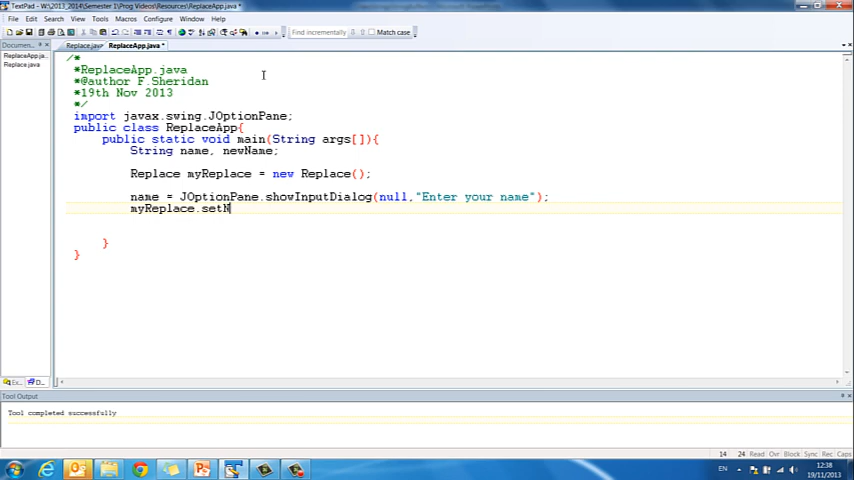 TextPad - W:\2013_2014\Semester 1\Prog Videos\Resources\ReplaceApp.java *
File Edit Search View Tools Macros Configure Window Help
Find incrementally Match case
Documen...
Replace.java ReplaceApp.java *
ReplaceApp.ja...
Replace.java
/*
*ReplaceApp.java
*@author F.Sheridan
*19th Nov 2013
*/
import javax.swing.JOptionPane;
public class ReplaceApp{
public static void main(String args[]){
String name, newName;
Replace myReplace = new Replace();
name = JOptionPane.showInputDialog(null,"Enter your name");
myReplace.setN
}
}
Ex... D...
Tool Output
Tool completed successfully
14 24 Read Ovr Block Sync Rec Caps
EN 12:38
19/11/2013